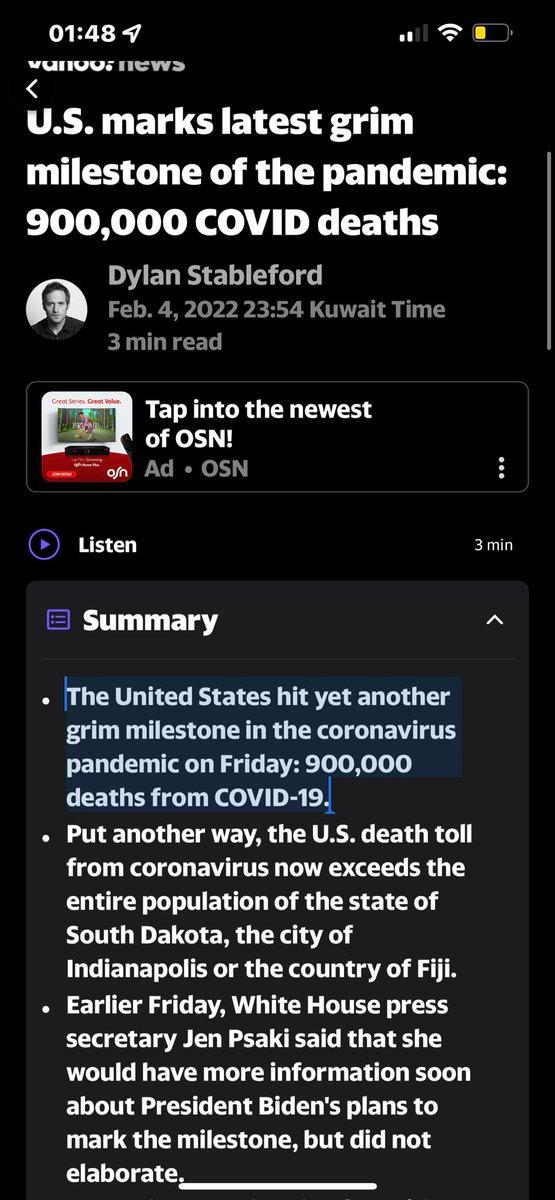 01:48
yahoo! news
U.S. marks latest grim
milestone of the pandemic:
900,000 COVID deaths
Dylan Stableford
Feb. 4, 2022 23:54 Kuwait Time
3 min read
Great Series. Great Value.
BEL-AIR
JOIN NOW!
osn
Tap into the newest
of OSN!
Ad • OSN
Listen
3 min
Summary
• The United States hit yet another
grim milestone in the coronavirus
pandemic on Friday: 900,000
deaths from COVID-19.
• Put another way, the U.S. death toll
from coronavirus now exceeds the
entire population of the state of
South Dakota, the city of
Indianapolis or the country of Fiji.
• Earlier Friday, White House press
secretary Jen Psaki said that she
would have more information soon
about President Biden's plans to
mark the milestone, but did not
elaborate.